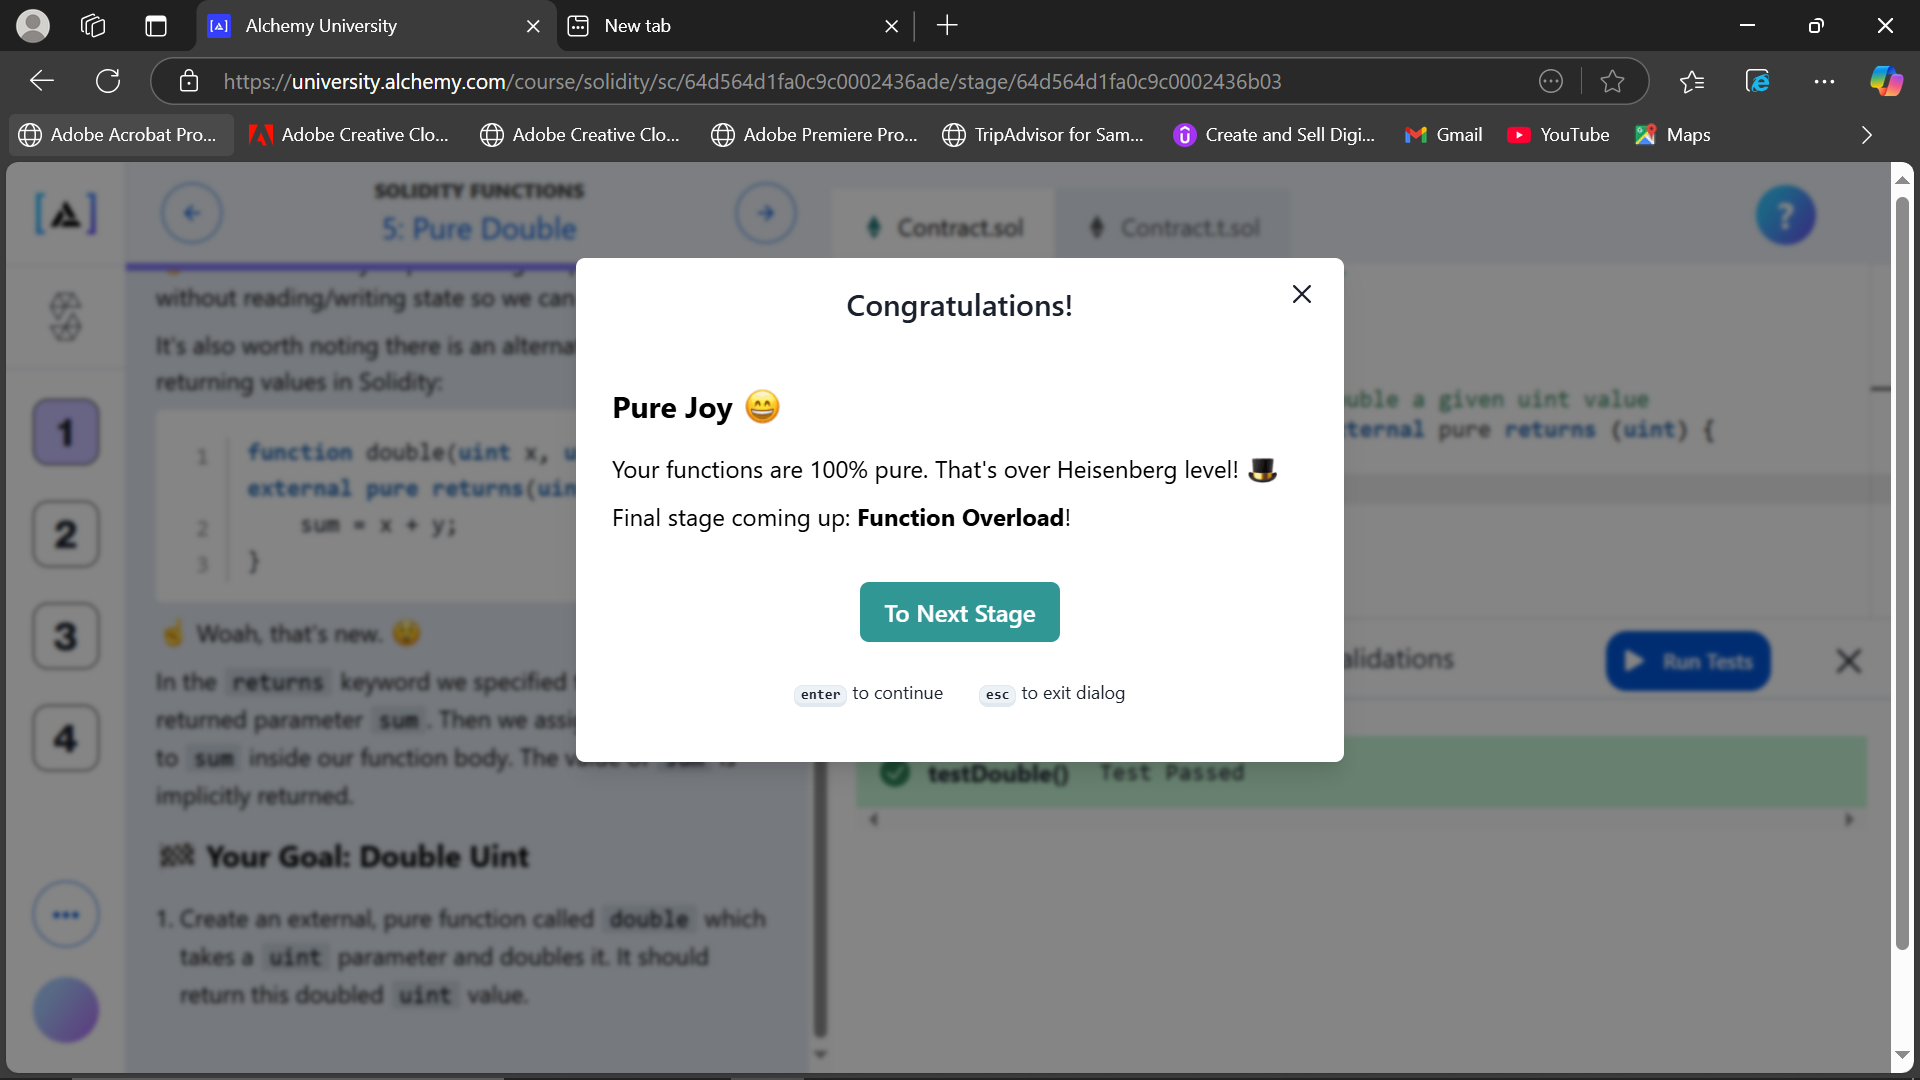 Alchemy University
New tab
https://university.alchemy.com/course/solidity/sc/64d564d1fa0c9c0002436ade/stage/64d564d1fa0c9c0002436b03
Adobe Acrobat Pro...
Adobe Creative Clo...
Adobe Creative Clo...
Adobe Premiere Pro...
TripAdvisor for Sam...
Create and Sell Digi...
Gmail
YouTube
Maps
SOLIDITY FUNCTIONS
5: Pure Double
Contract.sol
Contract.t.sol
?
1
2
3
4
without reading/writing state so we can
It's also worth noting there is an alterna
returning values in Solidity:
1 function double(uint x, u
external pure returns(uin
2 sum = x + y;
3 }
☝️ Woah, that's new. 😲
In the returns keyword we specified
returned parameter sum. Then we assi
to sum inside our function body. The value of sum is
implicitly returned.
🏁 Your Goal: Double Uint
1. Create an external, pure function called double which
takes a uint parameter and doubles it. It should
return this doubled uint value.
Congratulations!
Pure Joy 😄
Your functions are 100% pure. That's over Heisenberg level! 🎩
Final stage coming up: Function Overload!
To Next Stage
enter to continue
esc to exit dialog
uble a given uint value
ternal pure returns (uint) {
alidations
Run Tests
testDouble() Test Passed